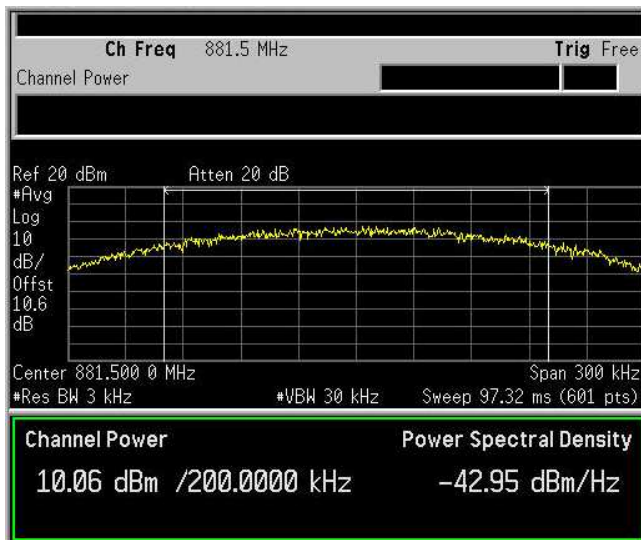 Ch Freq 881.5 MHz Trig Free
Channel Power
Ref 20 dBm Atten 20 dB
#Avg
Log
10
dB/
Offst
10.6
dB
Center 881.500 0 MHz Span 300 kHz
#Res BW 3 kHz #VBW 30 kHz Sweep 97.32 ms (601 pts)
Channel Power Power Spectral Density
10.06 dBm /200.0000 kHz -42.95 dBm/Hz